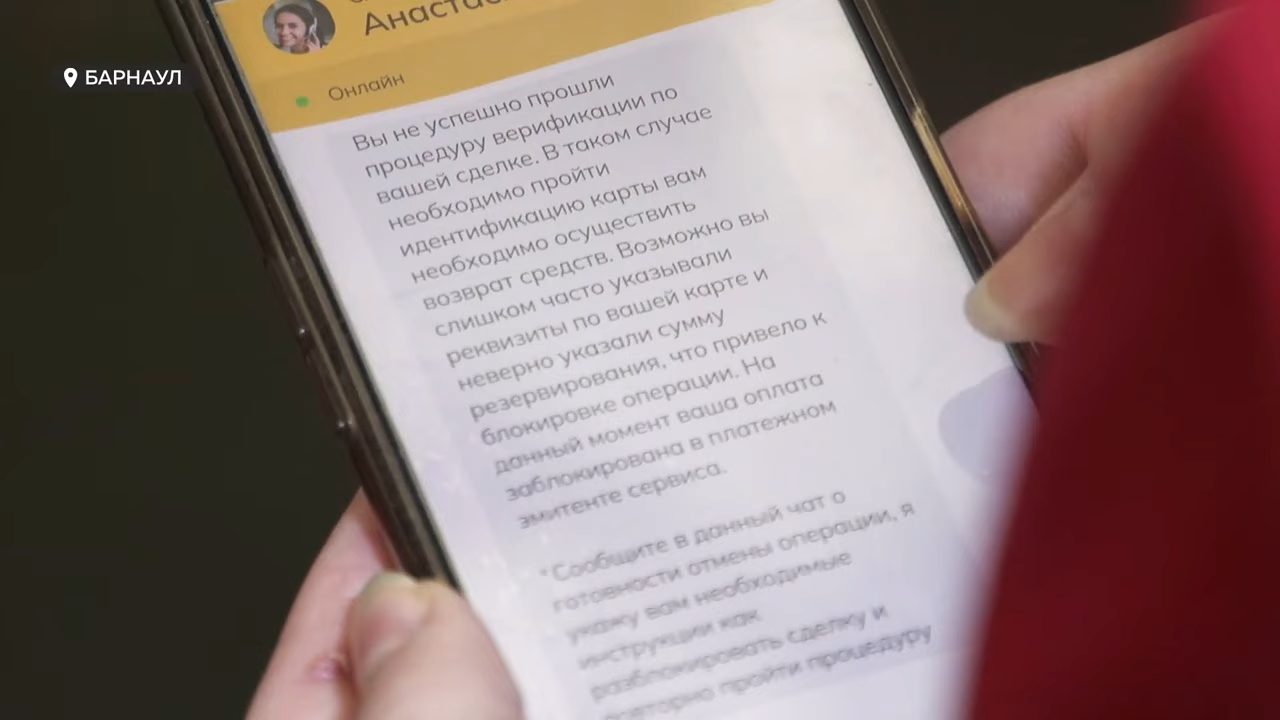 БАРНАУЛ
Онлайн
Вы не успешно прошли
процедуру верификации по
вашей сделке. В таком случае
необходимо пройти
идентификацию карты вам
необходимо осуществить
возврат средств. Возможно вы
слишком часто указывали
реквизиты по вашей карте и
неверно указали сумму
резервирования, что привело к
блокировке операции. На
данный момент ваша оплата
заблокирована в платежном
эмитенте сервиса.
*Сообщите в данный чат о
готовности отмены операции, я
укажу вам необходимые
инструкции как
разблокировать сделку и
повторно пройти процедуру